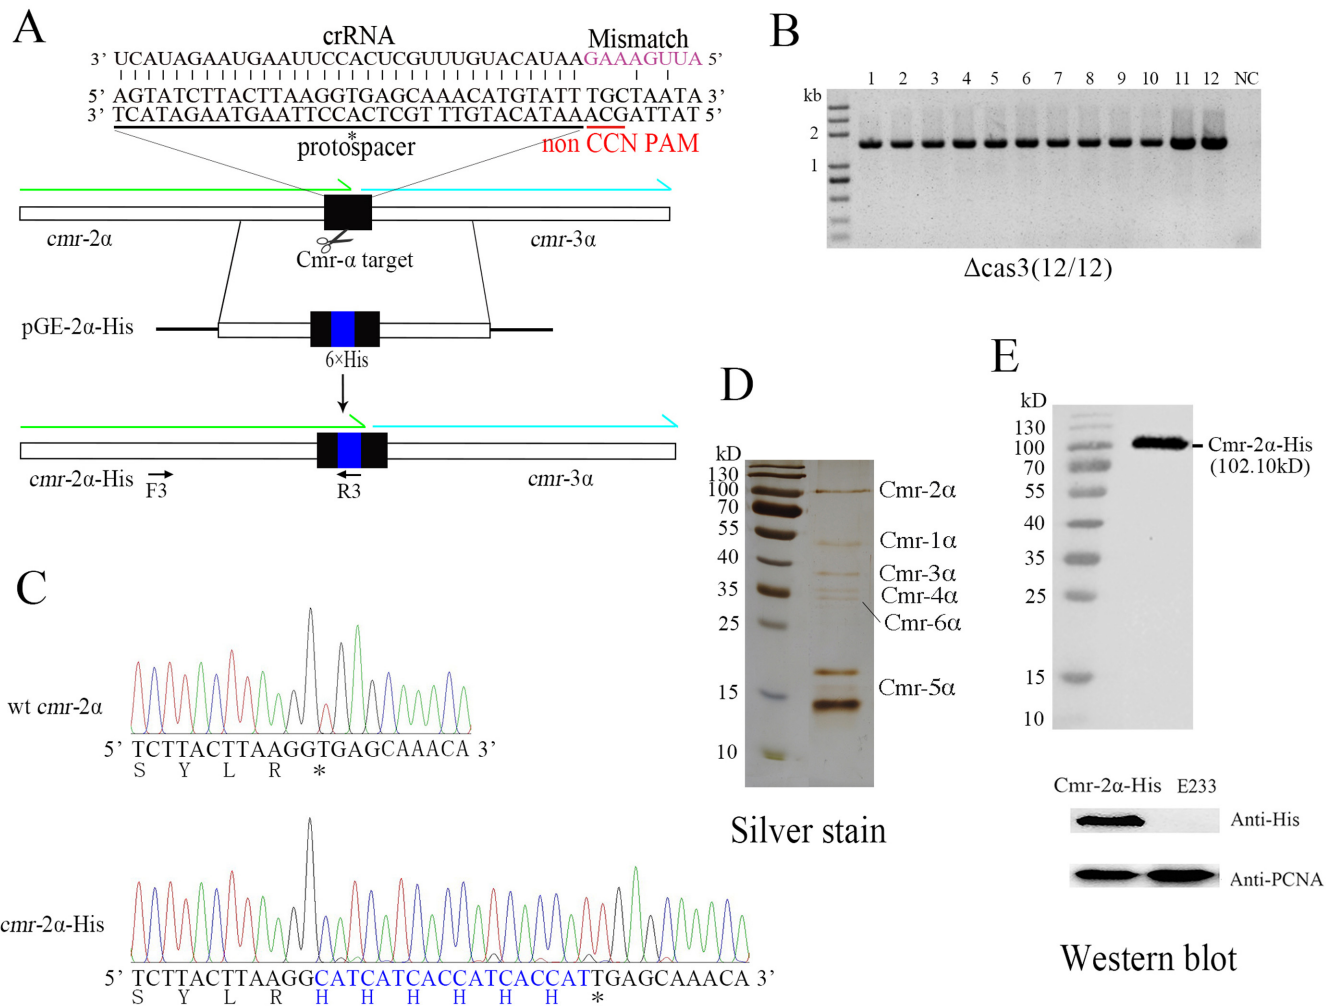 A
crRNA
Mismatch
3’ UCAUAGAAUGAAUUCCACUCGUUUGUACAUAAGAAAGUUA 5’
5’ AGTATCTTACTTAAGGTGAGCAAACATGTATT TGCTAATA 3’
3’ TCATAGAATGAATTCCACTCGT TTGTACATAAACGATTAT 5’
*
protospacer
non CCN PAM
cmr-2α
cmr-3α
Cmr-α target
pGE-2α-His
6×His
cmr-2α-His
F3
R3
cmr-3α
B
1 2 3 4 5 6 7 8 9 10 11 12 NC
kb
2
1
Δcas3(12/12)
C
wt cmr-2α
5’ TCTTACTTAAGGTGAGCAAACA 3’
S Y L R *
cmr-2α-His
5’ TCTTACTTAAGGCATCATCACCATCACCATTGAGCAAACA 3’
S Y L R H H H H H H *
D
kD
130
100
70
55
40
35
25
15
10
Cmr-2α
Cmr-1α
Cmr-3α
Cmr-4α
Cmr-6α
Cmr-5α
Silver stain
E
kD
130
100
70
55
40
35
25
15
10
Cmr-2α-His
(102.10kD)
Cmr-2α-His E233
Anti-His
Anti-PCNA
Western blot